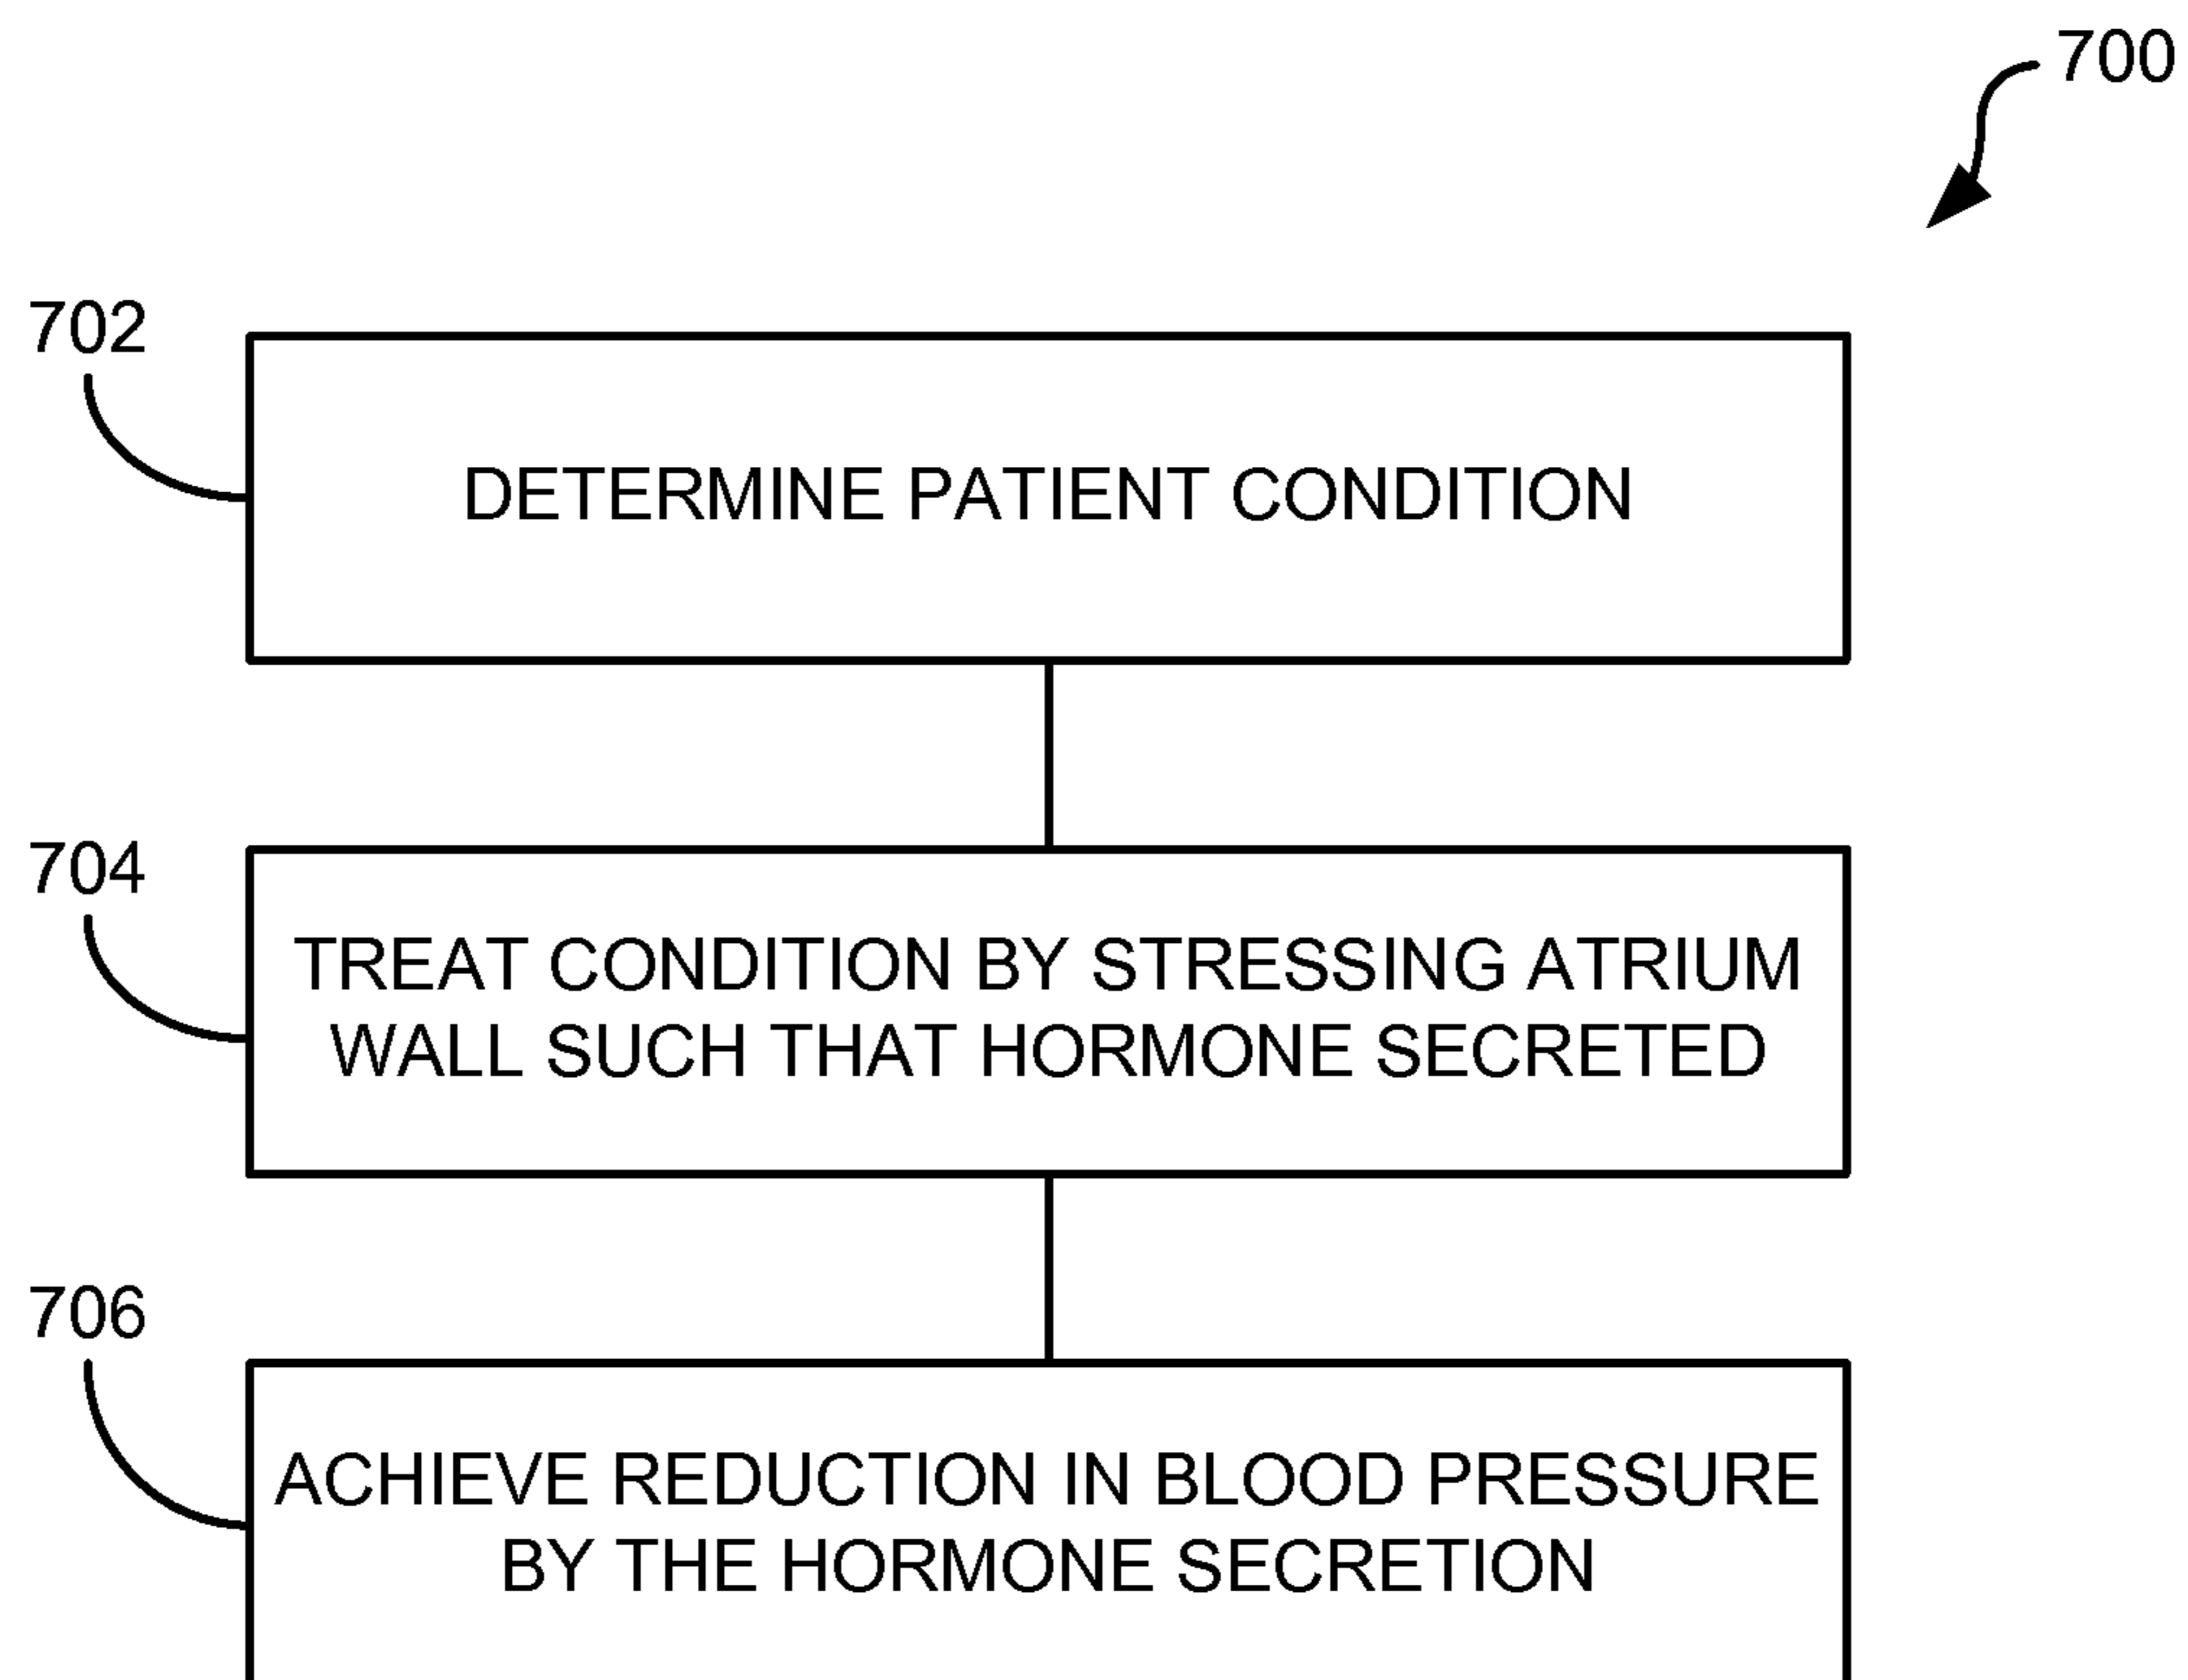 700
702
DETERMINE PATIENT CONDITION
704
TREAT CONDITION BY STRESSING ATRIUM
WALL SUCH THAT HORMONE SECRETED
706
ACHIEVE REDUCTION IN BLOOD PRESSURE
BY THE HORMONE SECRETION